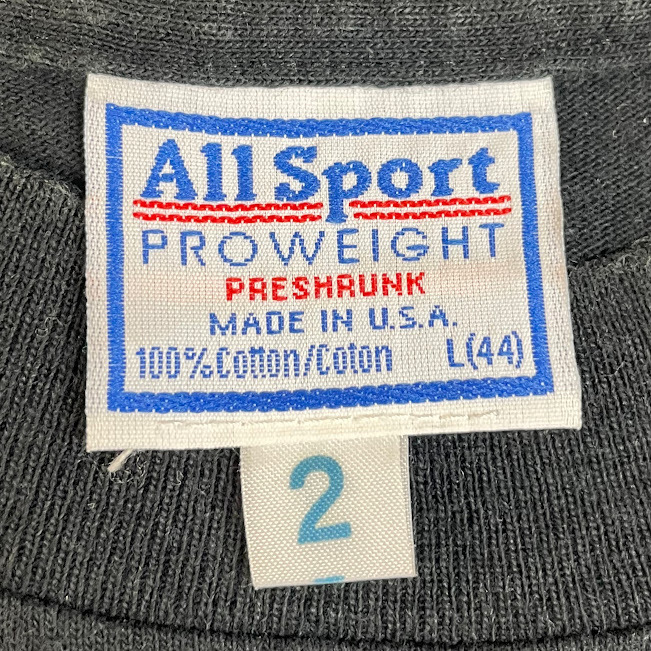 All Sport
PROWEIGHT
PRESHRUNK
MADE IN U.S.A.
100% Cotton/Coton L(44)
2